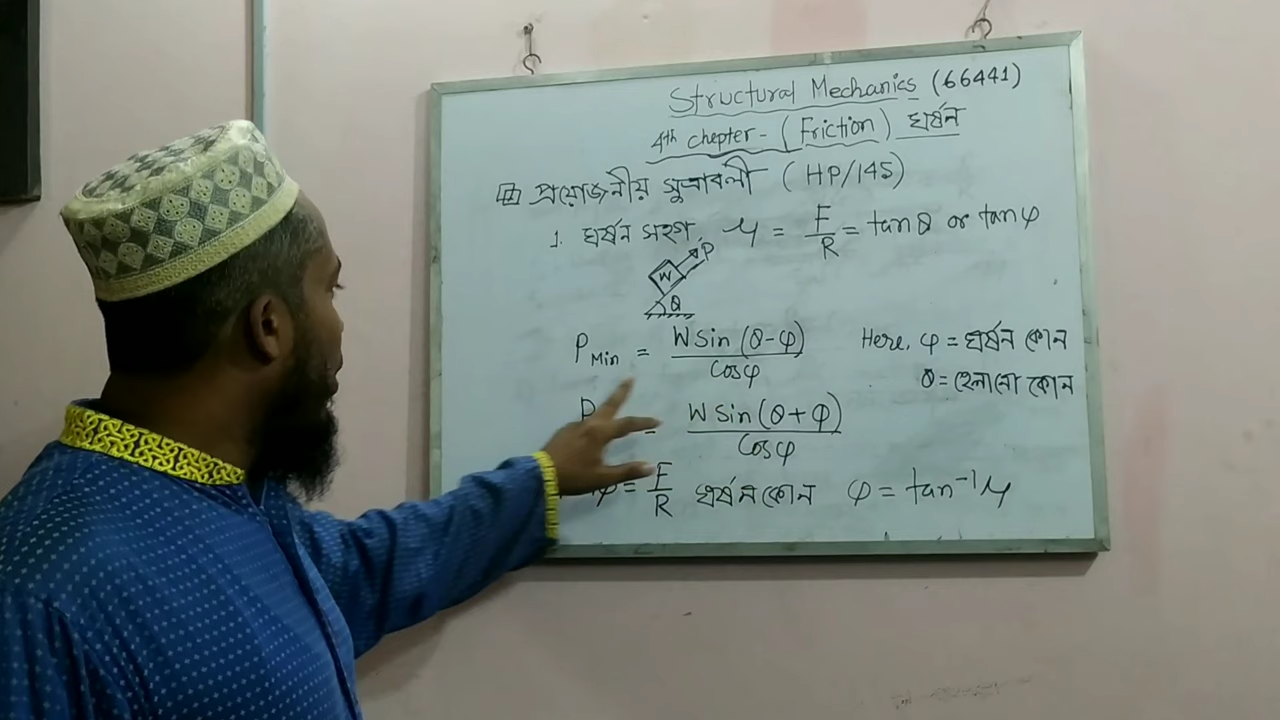 Structural Mechanics (66441)
4th chepter - (Friction) ঘর্ষন
প্রয়োজনীয় সুত্রাবলী (HP/145)
1. ঘর্ষন সহগ, μ = F/R = tanθ or tanφ
P
W
θ
P Min = W Sin (θ-φ) / Cosφ Here, φ = ঘর্ষন কোন
θ = হেলানো কোন
P = W Sin (θ+φ) / Cosφ
φ = F/R ঘর্ষন কোন φ = tan⁻¹μ